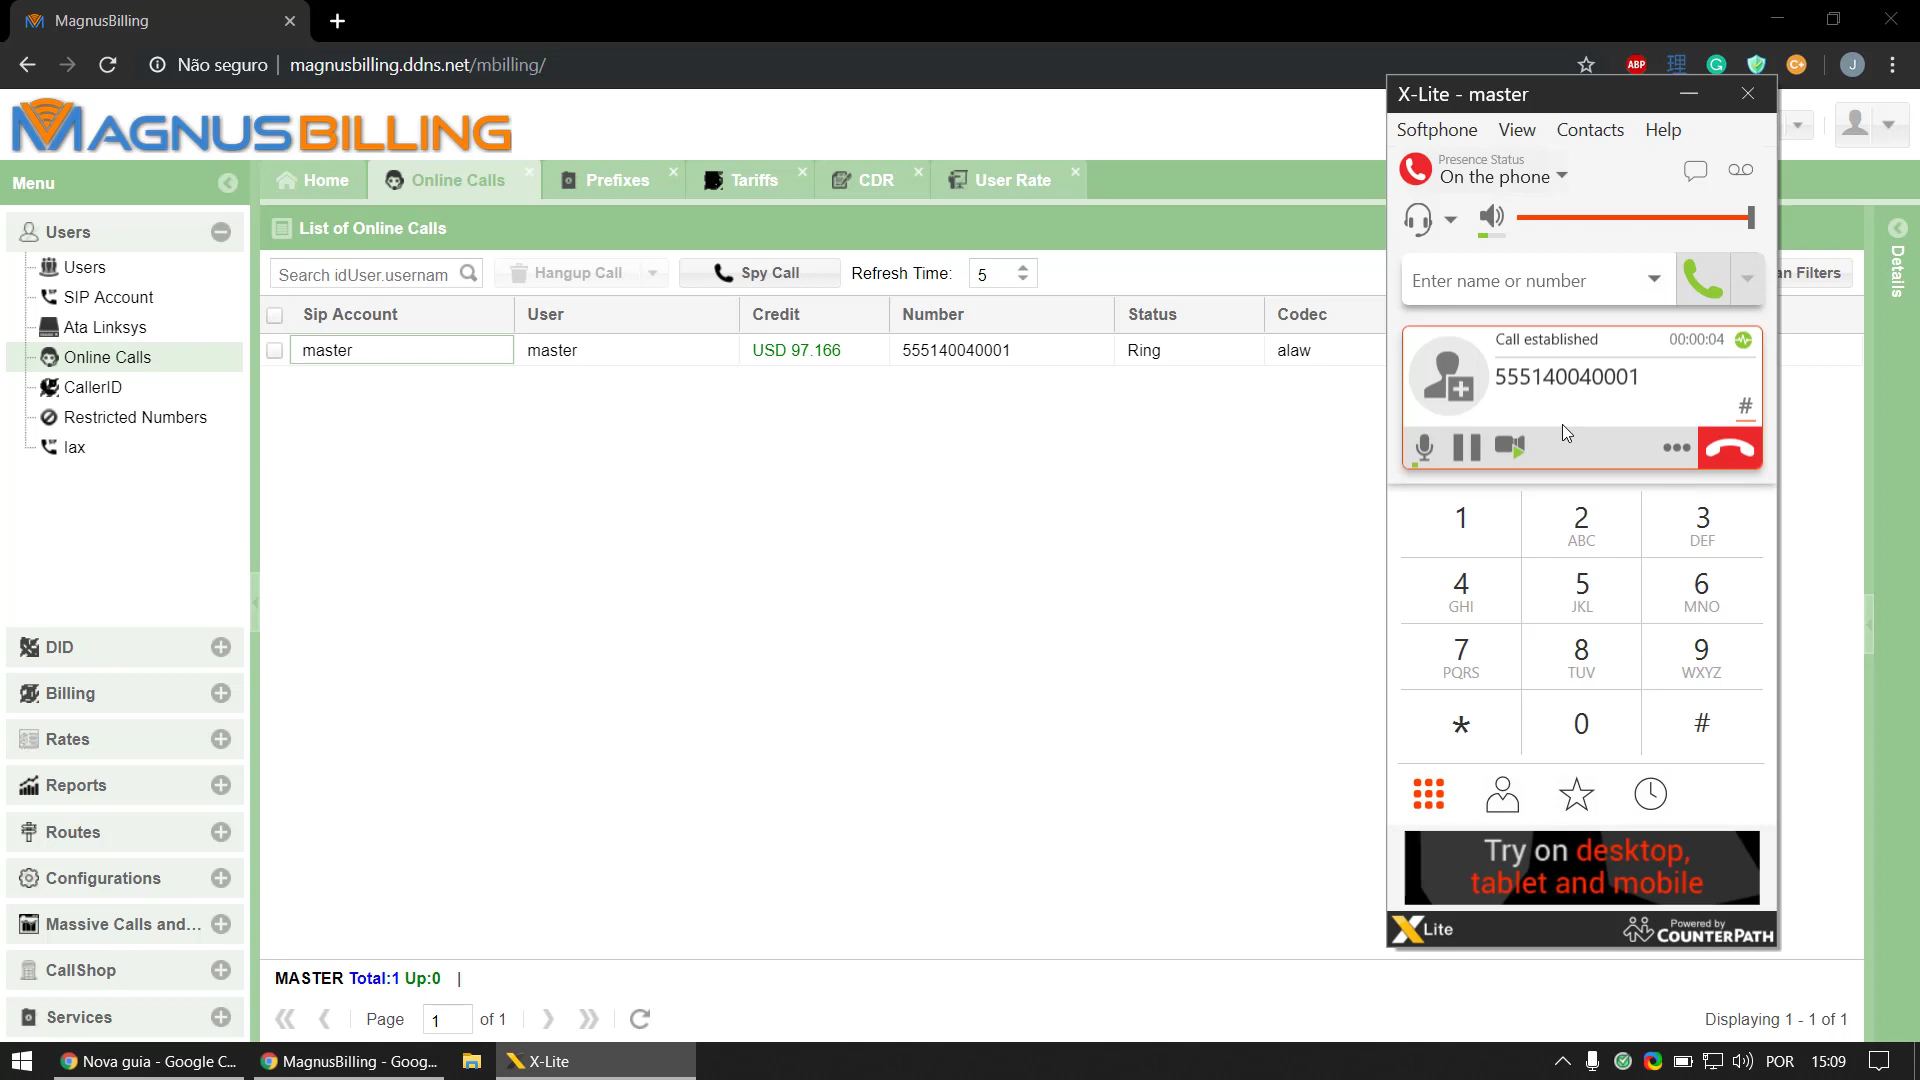 MagnusBilling
Não seguro
magnusbilling.ddns.net/mbilling/
ABP
J
MAGNUSBILLING
Menu
Home
Online Calls
Prefixes
Tariffs
CDR
User Rate
Users
Users
SIP Account
Ata Linksys
Online Calls
CallerID
Restricted Numbers
Iax
DID
Billing
Rates
Reports
Routes
Configurations
Massive Calls and...
CallShop
Services
List of Online Calls
Search idUser.usernam
Hangup Call
Spy Call
Refresh Time:
5
an Filters
Sip Account
User
Credit
Number
Status
Codec
master
master
USD 97.166
555140040001
Ring
alaw
Details
MASTER Total:1 Up:0 |
Page
1
of 1
Displaying 1 - 1 of 1
X-Lite - master
Softphone
View
Contacts
Help
Presence Status
On the phone
Enter name or number
Call established
00:00:04
555140040001
#
1
2
ABC
3
DEF
4
GHI
5
JKL
6
MNO
7
PQRS
8
TUV
9
WXYZ
*
0
#
Try on desktop,
tablet and mobile
X Lite
Powered by
COUNTERPATH
Nova guia - Google C...
MagnusBilling - Goog...
X-Lite
POR
15:09